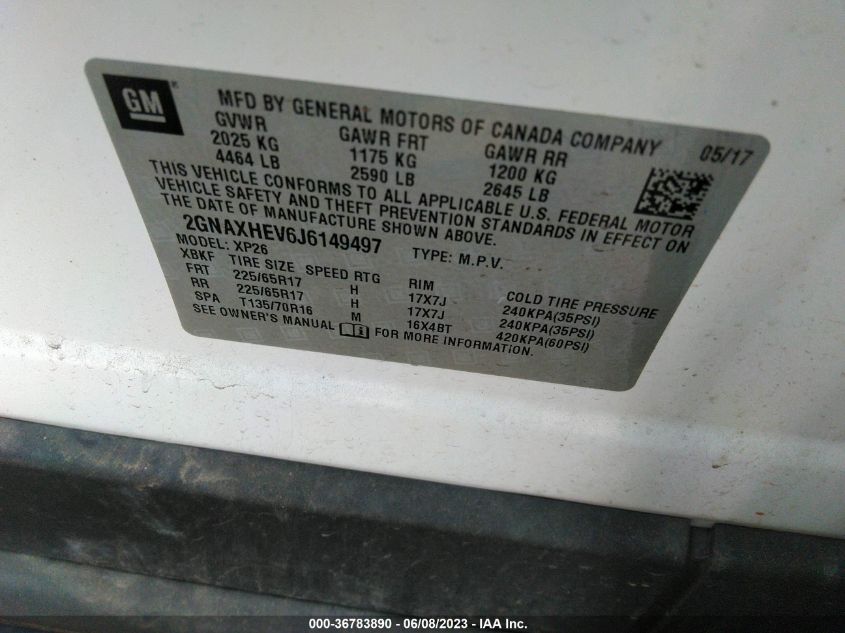 GM®
MFD BY GENERAL MOTORS OF CANADA COMPANY 05/17
GVWR GAWR FRT GAWR RR
2025 KG 1175 KG 1200 KG
4464 LB 2590 LB 2645 LB
THIS VEHICLE CONFORMS TO ALL APPLICABLE U.S. FEDERAL MOTOR
VEHICLE SAFETY AND THEFT PREVENTION STANDARDS IN EFFECT ON
THE DATE OF MANUFACTURE SHOWN ABOVE.
2GNAXHEV6J6149497 TYPE: M.P.V.
MODEL: XP26
XBKF TIRE SIZE SPEED RTG RIM COLD TIRE PRESSURE
FRT 225/65R17 H 17X7J 240KPA(35PSI)
RR 225/65R17 H 17X7J 240KPA(35PSI)
SPA T135/70R16 M 16X4BT 420KPA(60PSI)
SEE OWNER'S MANUAL FOR MORE INFORMATION.
000-36783890 - 06/08/2023 - IAA Inc.